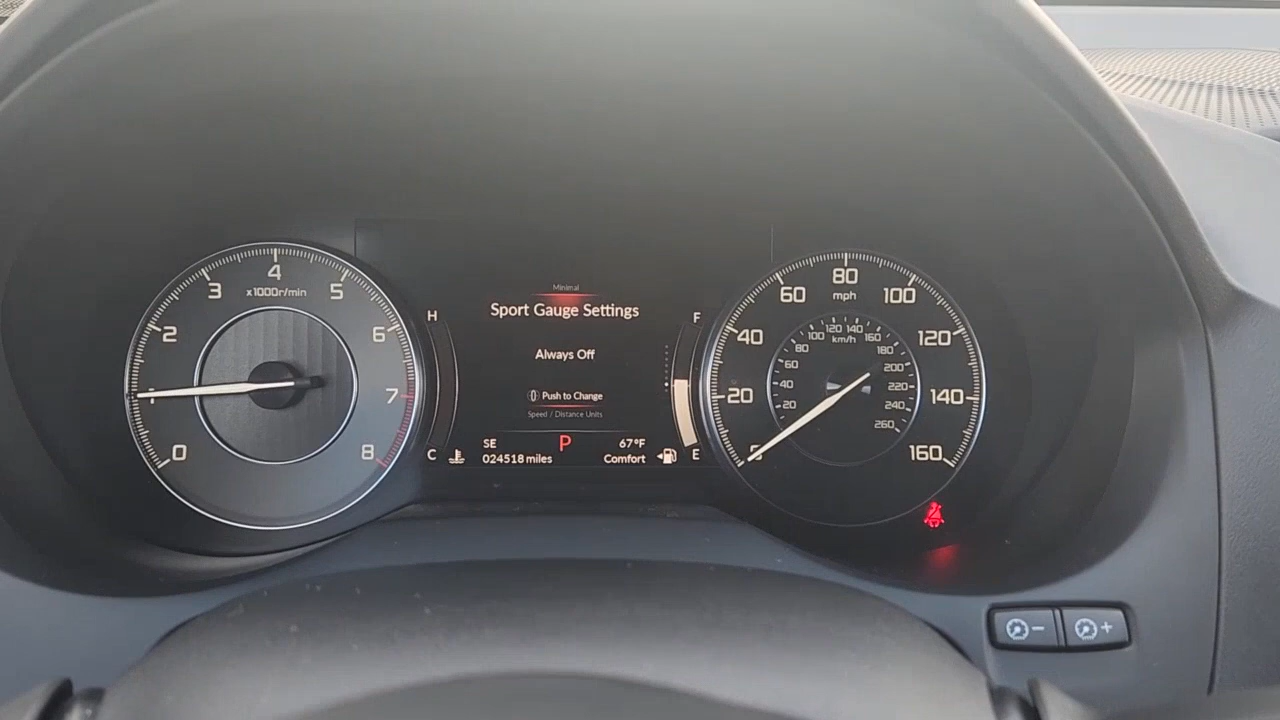 4
3
5
x1000r/min
2
6
1
7
0
8
H
C
Minimal
Sport Gauge Settings
Always Off
Push to Change
Speed / Distance Units
SE
P
67°F
024518 miles
Comfort
F
E
80
60
mph
100
40
120
20
140
0
160
120 140
100
160
km/h
80
180
60
200
40
220
20
240
260
- +